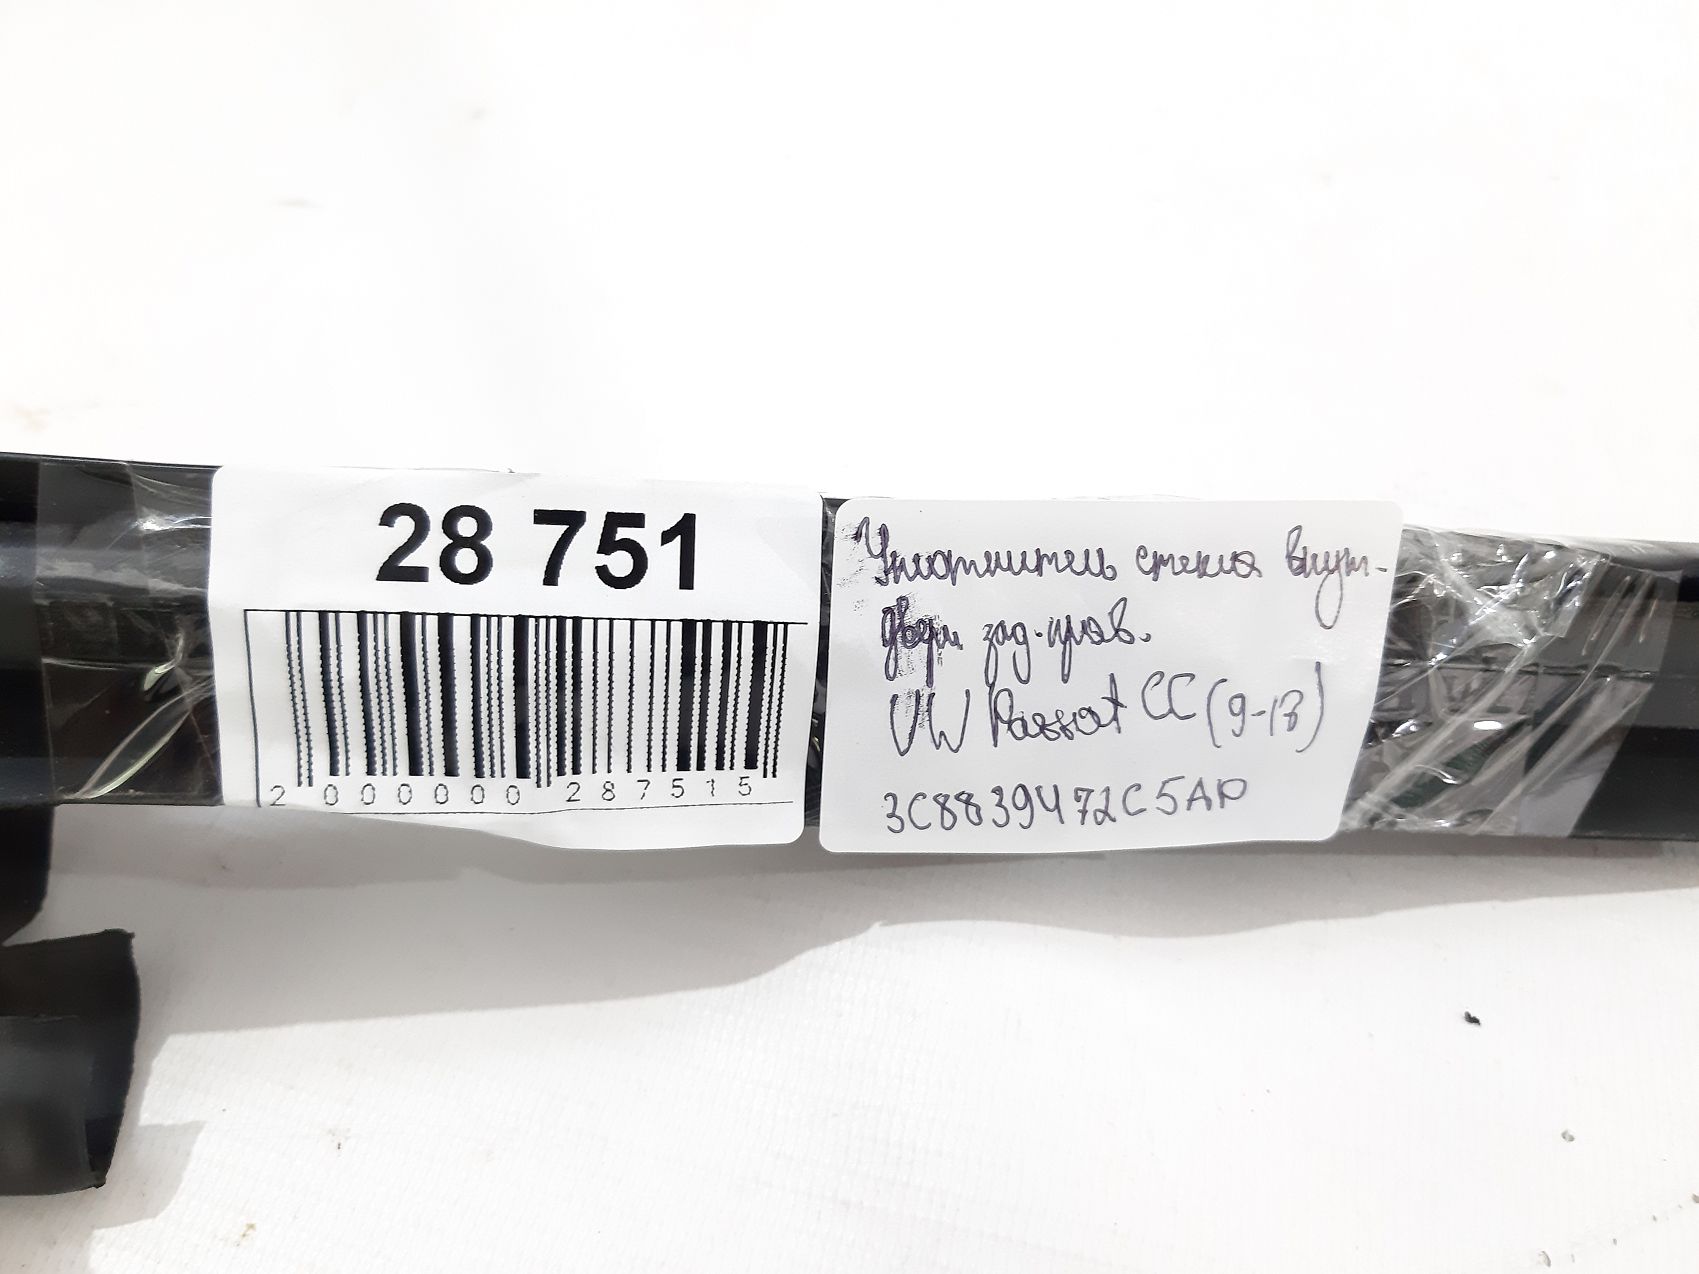 28 751
2 000000 287515
Уплотнитель стекла внут-
двери зад. прав.
VW Passat CC (9-13)
3C8839472C5AP